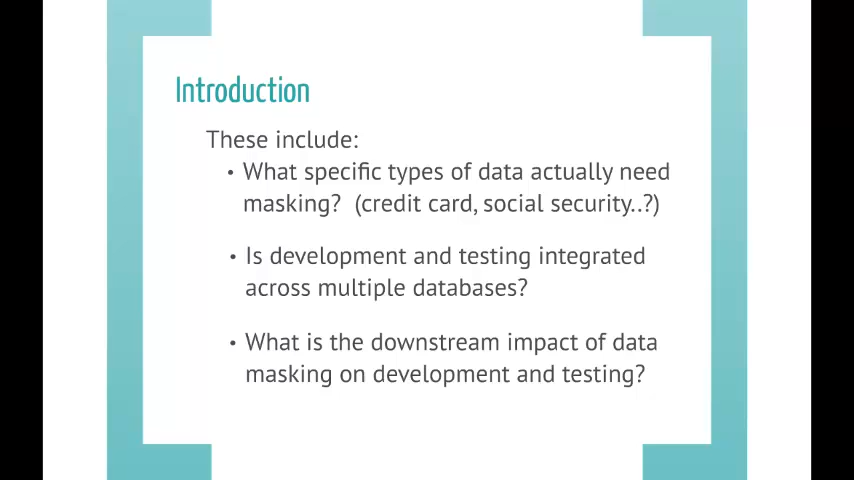 Introduction
These include:
• What specific types of data actually need
masking?  (credit card, social security..?)
• Is development and testing integrated
across multiple databases?
• What is the downstream impact of data
masking on development and testing?